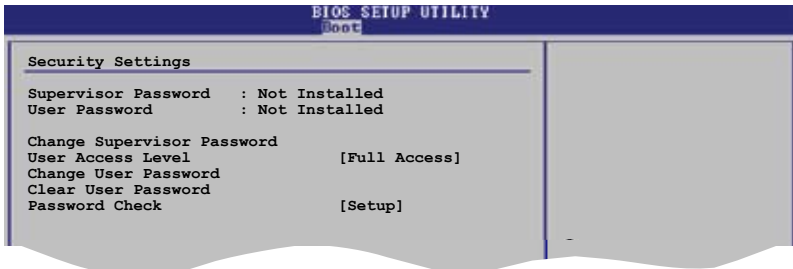 BIOS SETUP UTILITY
Boot
Security Settings
Supervisor Password : Not Installed
User Password : Not Installed
Change Supervisor Password
User Access Level [Full Access]
Change User Password
Clear User Password
Password Check [Setup]